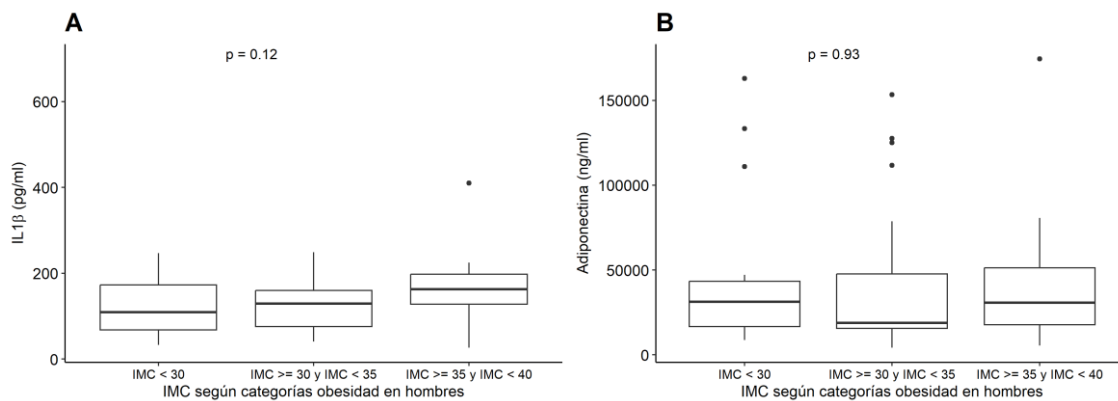 A
p = 0.12
IL1β (pg/ml)
600
400
200
0
IMC < 30
IMC >= 30 y IMC < 35
IMC >= 35 y IMC < 40
IMC según categorías obesidad en hombres
B
p = 0.93
Adiponectina (ng/ml)
150000
100000
50000
0
IMC < 30
IMC >= 30 y IMC < 35
IMC >= 35 y IMC < 40
IMC según categorías obesidad en hombres